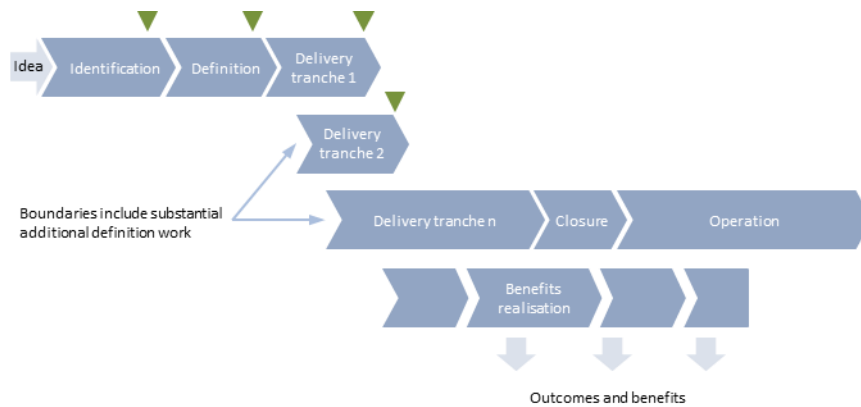 Idea
Identification
Definition
Delivery
tranche 1
Delivery
tranche 2
Boundaries include substantial
additional definition work
Delivery tranche n
Closure
Operation
Benefits
realisation
Outcomes and benefits